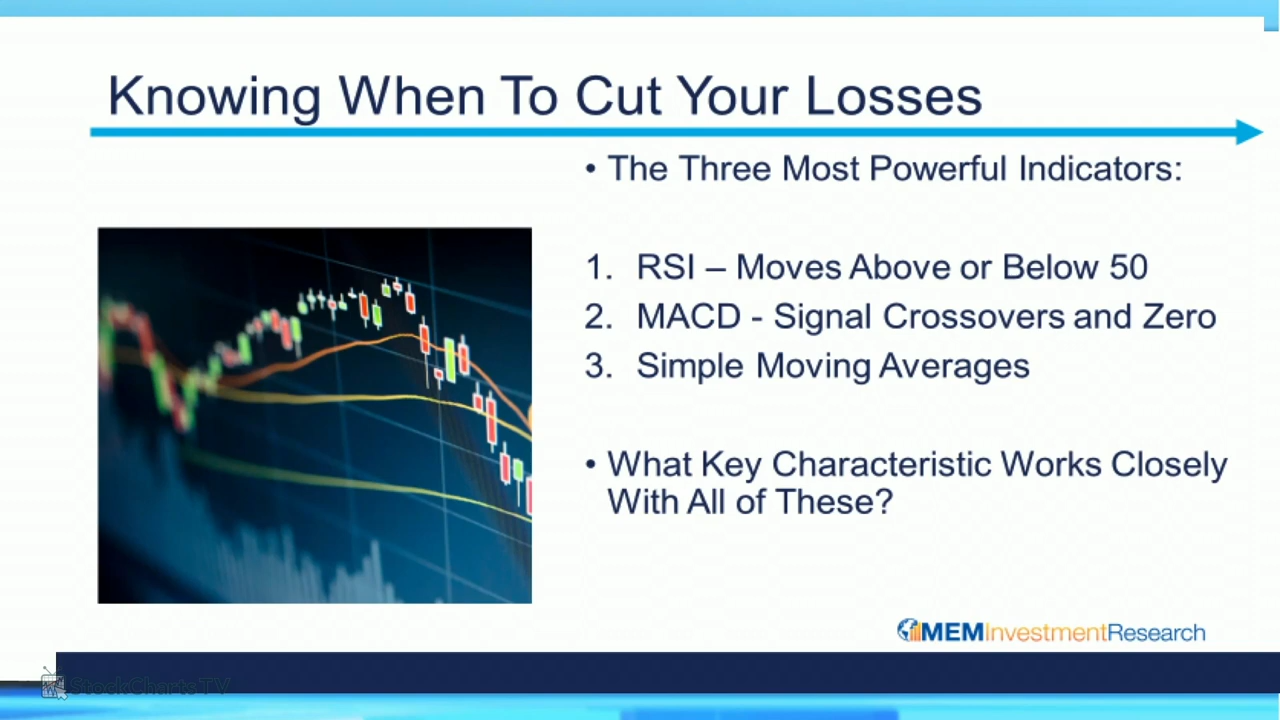 Knowing When To Cut Your Losses
• The Three Most Powerful Indicators:
1. RSI – Moves Above or Below 50
2. MACD - Signal Crossovers and Zero
3. Simple Moving Averages
• What Key Characteristic Works Closely
With All of These?
MEMInvestmentResearch
StockChartsTV